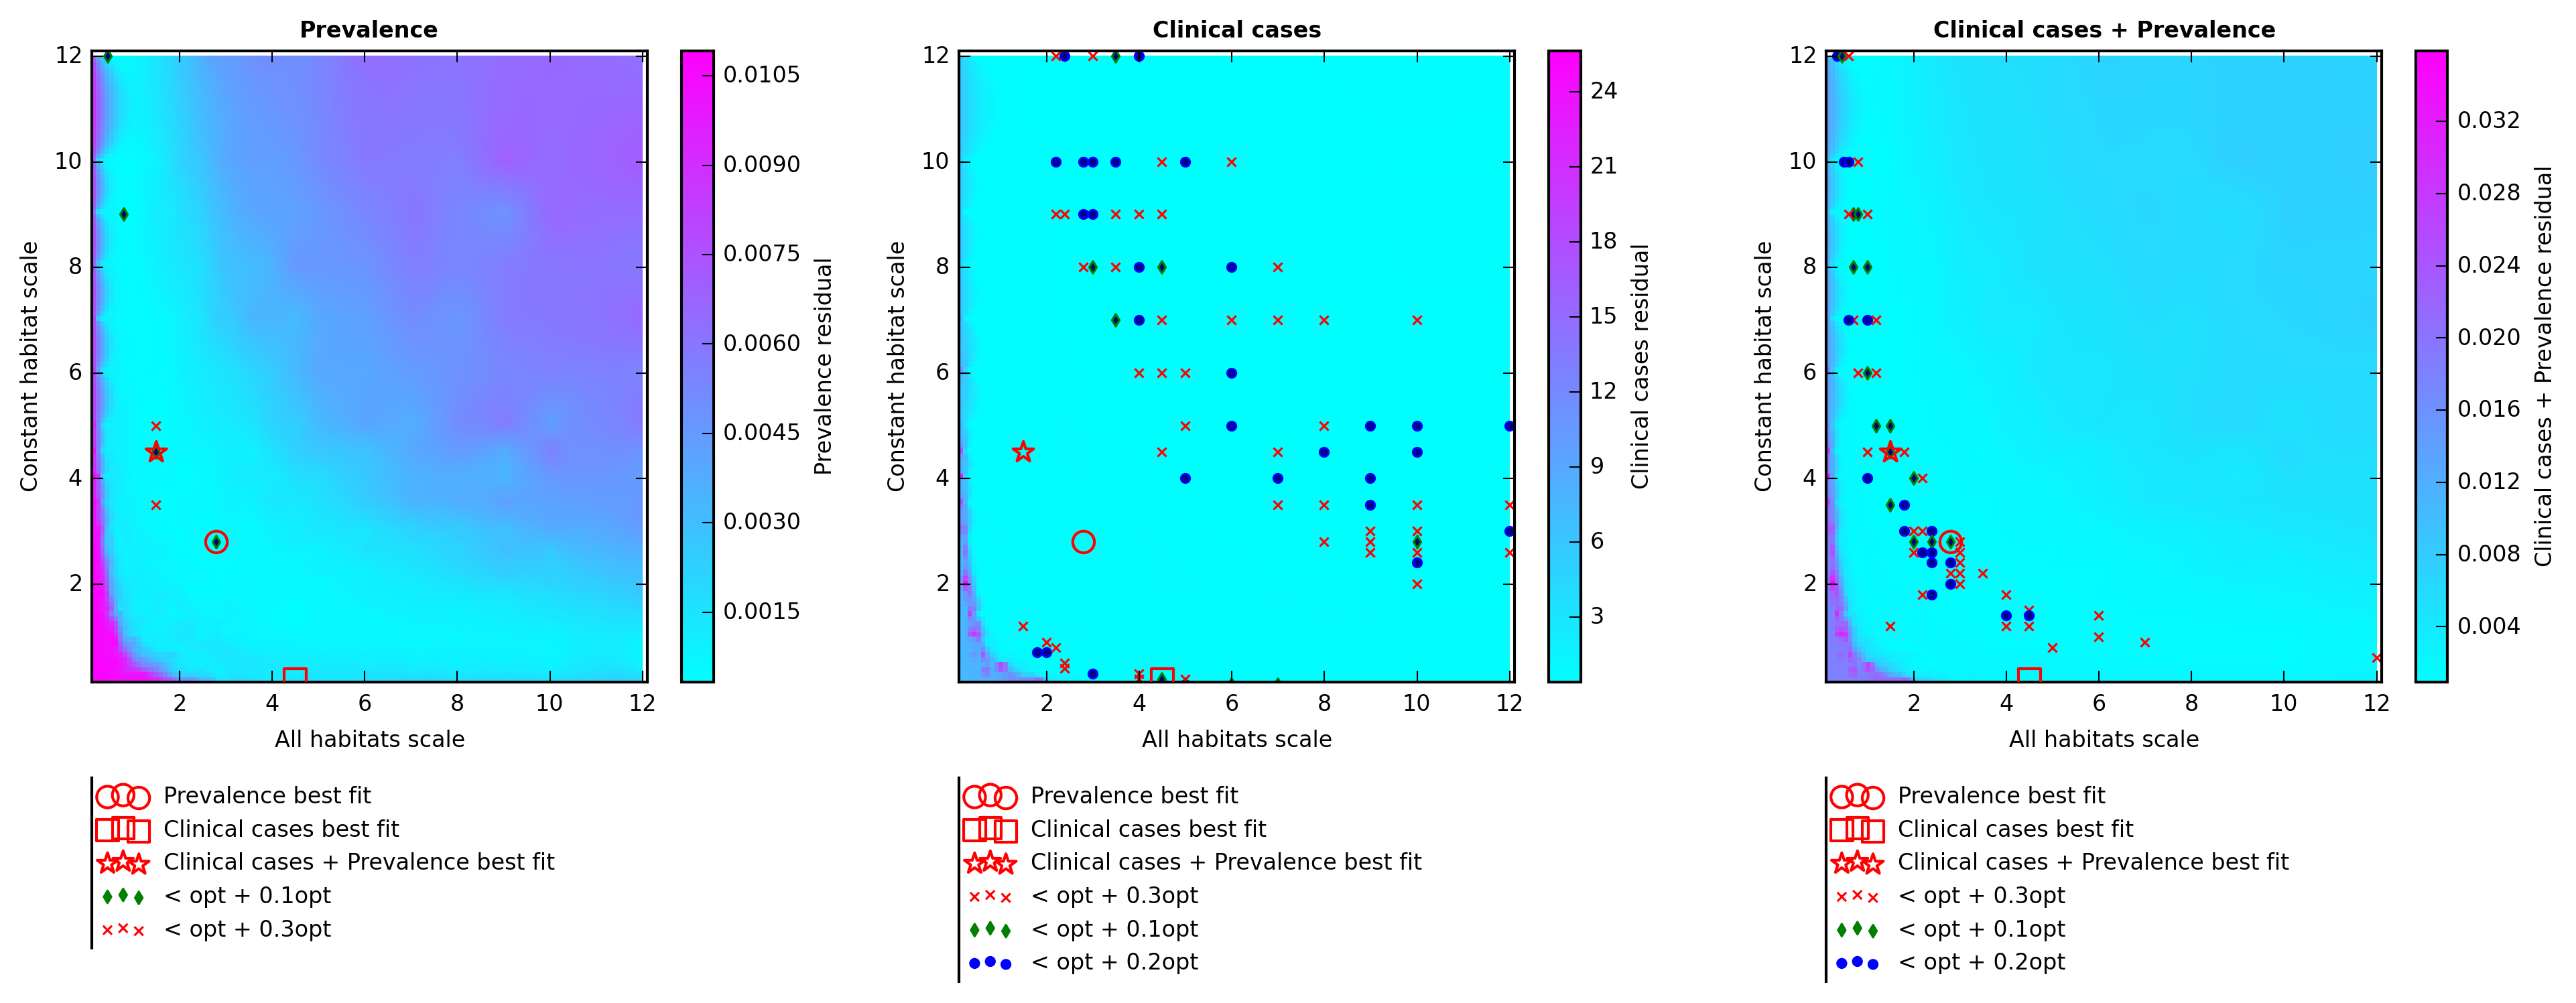 Prevalence
Constant habitat scale
12
10
8
6
4
2
2 4 6 8 10 12
All habitats scale
0.0105
0.0090
0.0075
0.0060
0.0045
0.0030
0.0015
Prevalence residual
Prevalence best fit
Clinical cases best fit
Clinical cases + Prevalence best fit
< opt + 0.1opt
< opt + 0.3opt
Clinical cases
Constant habitat scale
12
10
8
6
4
2
2 4 6 8 10 12
All habitats scale
24
21
18
15
12
9
6
3
Clinical cases residual
Prevalence best fit
Clinical cases best fit
Clinical cases + Prevalence best fit
< opt + 0.3opt
< opt + 0.1opt
< opt + 0.2opt
Clinical cases + Prevalence
Constant habitat scale
12
10
8
6
4
2
2 4 6 8 10 12
All habitats scale
0.032
0.028
0.024
0.020
0.016
0.012
0.008
0.004
Clinical cases + Prevalence residual
Prevalence best fit
Clinical cases best fit
Clinical cases + Prevalence best fit
< opt + 0.3opt
< opt + 0.1opt
< opt + 0.2opt